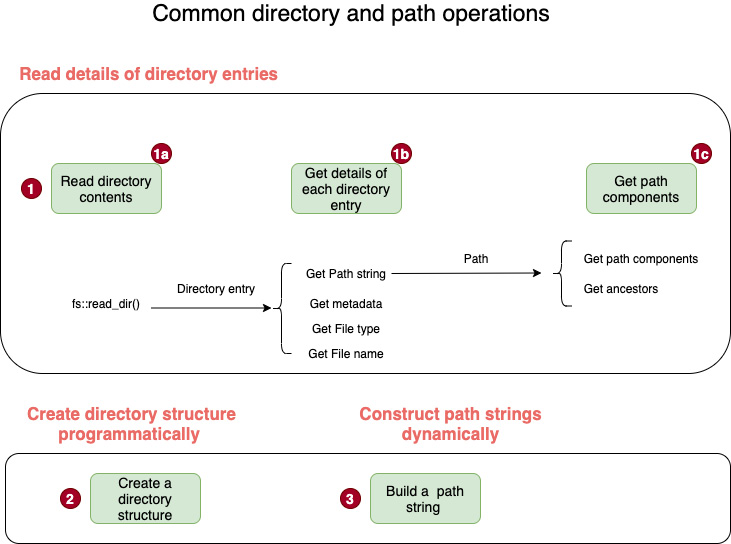 Common directory and path operations
Read details of directory entries
1a
1b
1c
1
Read directory
contents
Get details of
each directory
entry
Get path
components
fs::read_dir()
Directory entry
Get Path string
Get metadata
Get File type
Get File name
Path
Get path components
Get ancestors
Create directory structure
programmatically
Construct path strings
dynamically
2
Create a
directory
structure
3
Build a path
string